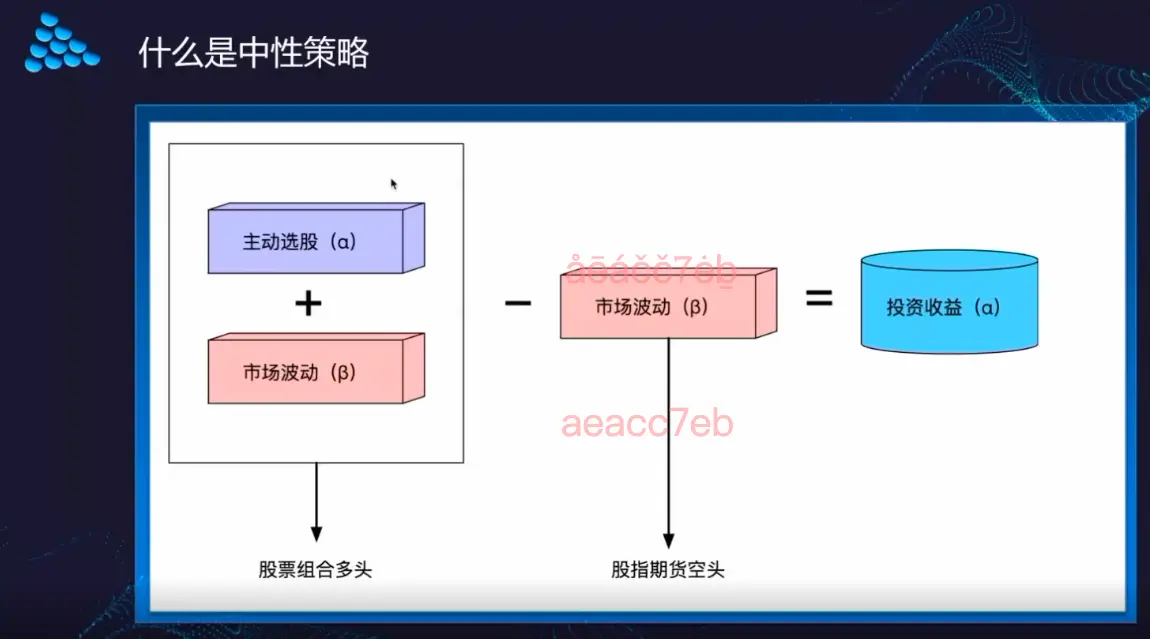 什么是中性策略
主动选股（α）
+
市场波动（β）
−
市场波动（β）
=
投资收益（α）
åēáčč7ėḇ
aeacc7eb
股票组合多头
股指期货空头